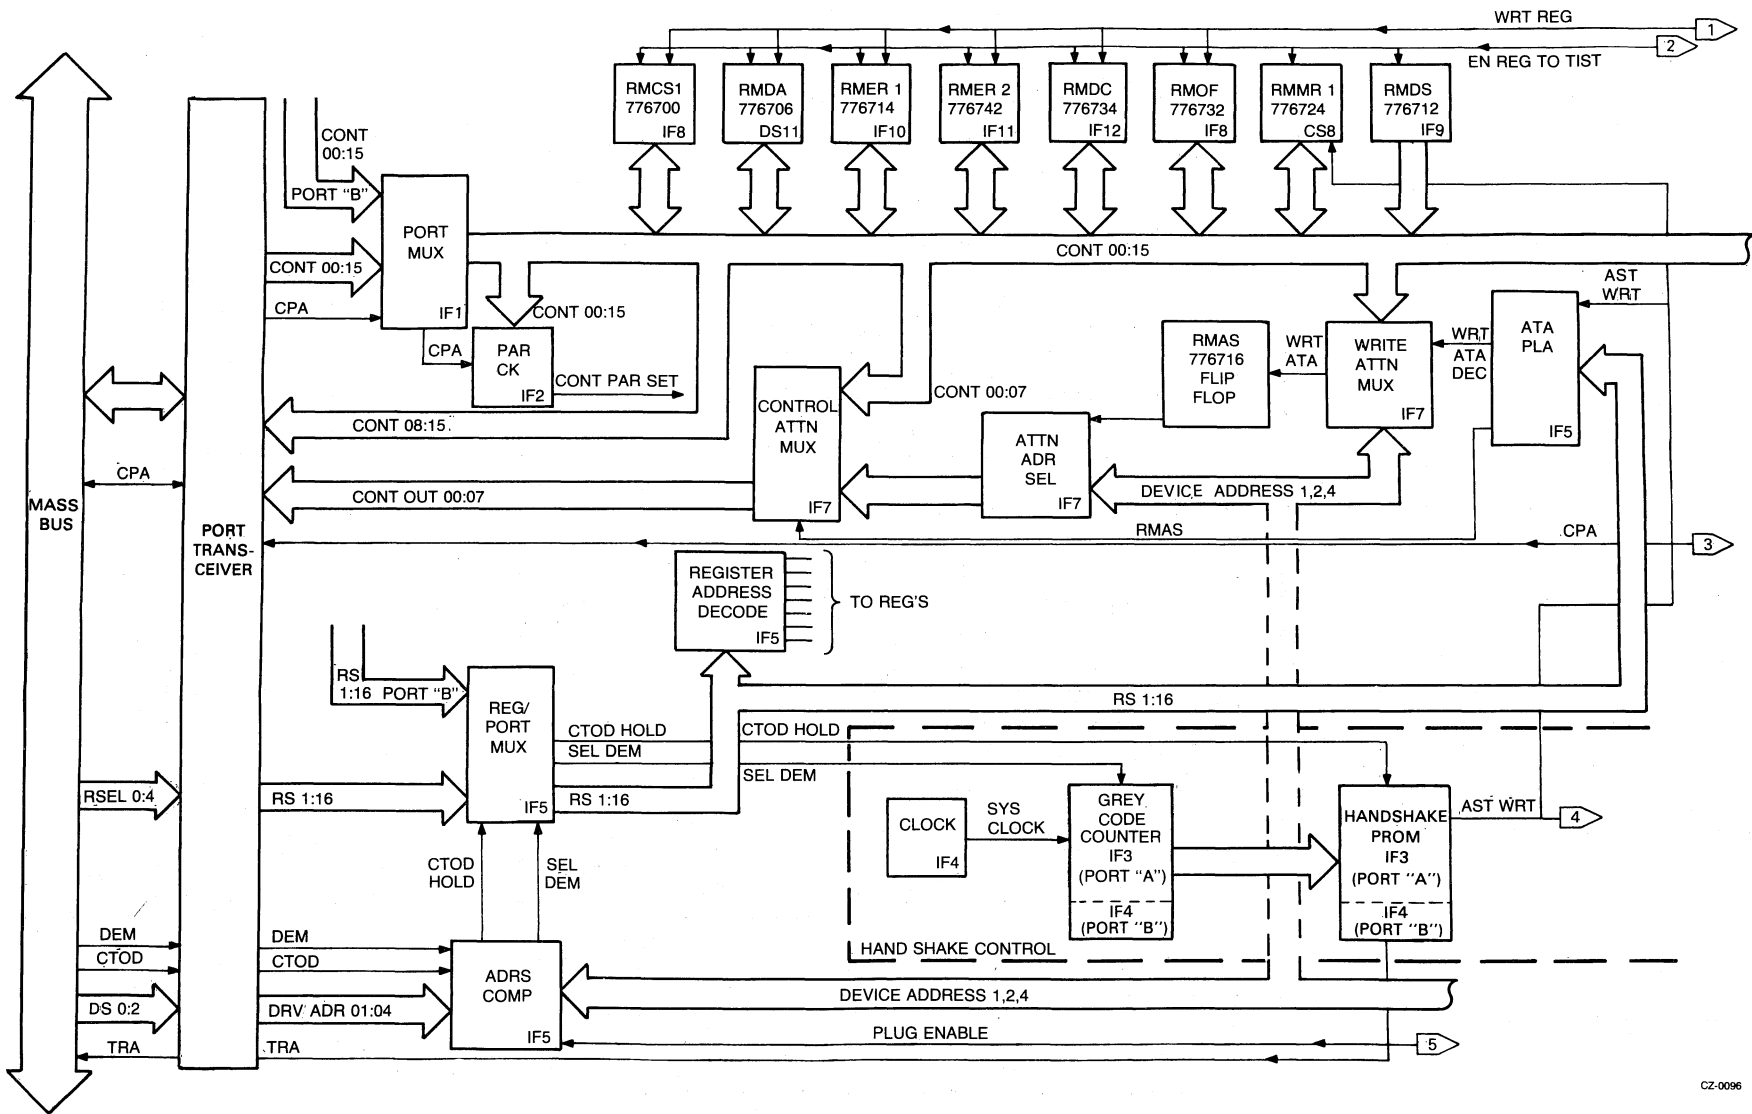 WRT REG
1
2
EN REG TO TIST
RMCS1
776700
IF8
RMDA
776706
DS11
RMER 1
776714
IF10
RMER 2
776742
IF11
RMDC
776734
IF12
RMOF
776732
IF8
RMMR 1
776724
CS8
RMDS
776712
IF9
CONT
00:15
PORT "B"
PORT
MUX
IF1
CONT 00:15
CONT 00:15
CPA
CONT 00:15
CPA
PAR
CK
IF2
CONT PAR SET
RMAS
776716
FLIP
FLOP
WRT
ATA
WRITE
ATTN
MUX
IF7
WRT
ATA
DEC
ATA
PLA
IF5
AST
WRT
CONTROL
ATTN
MUX
IF7
CONT 00:07
ATTN
ADR
SEL
IF7
CONT 08:15
CPA
CONT OUT 00:07
DEVICE ADDRESS 1,2,4
MASS
BUS
PORT
TRANS-
CEIVER
RMAS
CPA
3
REGISTER
ADDRESS
DECODE
IF5
TO REG'S
RS
1:16 PORT "B"
REG/
PORT
MUX
IF5
RS 1:16
CTOD HOLD
SEL DEM
CTOD HOLD
SEL DEM
RSEL 0:4
RS 1:16
RS 1:16
CLOCK
IF4
SYS
CLOCK
GREY
CODE
COUNTER
IF3
(PORT "A")
IF4
(PORT "B")
HANDSHAKE
PROM
IF3
(PORT "A")
IF4
(PORT "B")
AST WRT
4
CTOD
HOLD
SEL
DEM
HAND SHAKE CONTROL
DEM
CTOD
DS 0:2
TRA
DEM
CTOD
DRV ADR 01:04
TRA
ADRS
COMP
IF5
DEVICE ADDRESS 1,2,4
PLUG ENABLE
5
CZ-0096